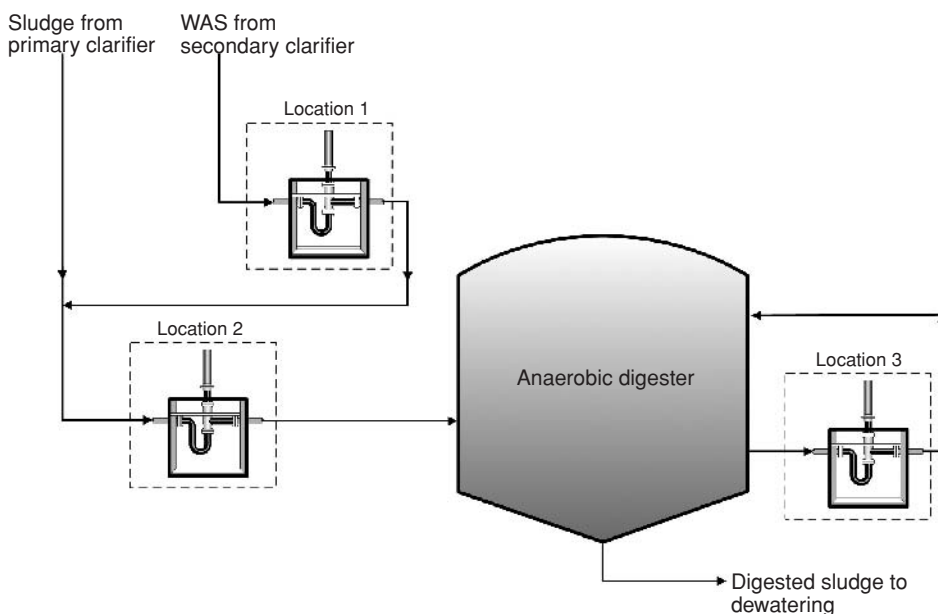 Sludge from
primary clarifier
WAS from
secondary clarifier
Location 1
Location 2
Anaerobic digester
Location 3
Digested sludge to
dewatering